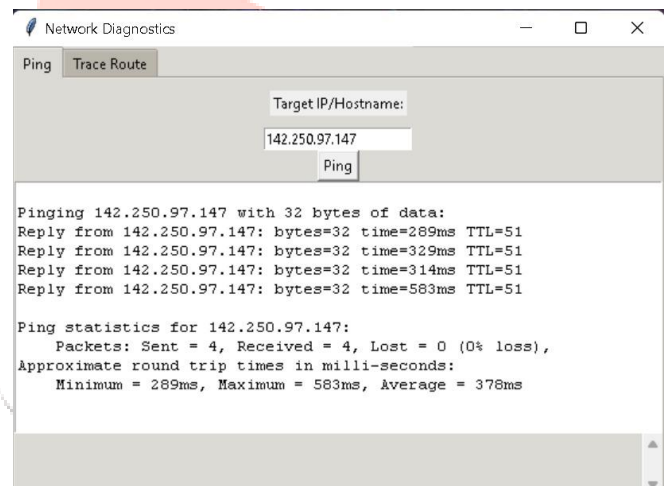 Network Diagnostics
Ping Trace Route
Target IP/Hostname:
142.250.97.147
Ping
Pinging 142.250.97.147 with 32 bytes of data:
Reply from 142.250.97.147: bytes=32 time=289ms TTL=51
Reply from 142.250.97.147: bytes=32 time=329ms TTL=51
Reply from 142.250.97.147: bytes=32 time=314ms TTL=51
Reply from 142.250.97.147: bytes=32 time=583ms TTL=51
Ping statistics for 142.250.97.147:
Packets: Sent = 4, Received = 4, Lost = 0 (0% loss),
Approximate round trip times in milli-seconds:
Minimum = 289ms, Maximum = 583ms, Average = 378ms